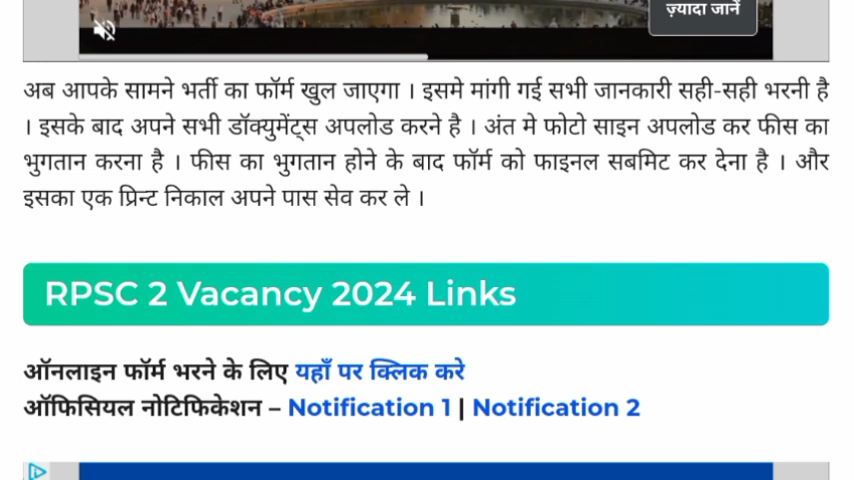 ज़्यादा जानें
अब आपके सामने भर्ती का फॉर्म खुल जाएगा । इसमे मांगी गई सभी जानकारी सही-सही भरनी है
। इसके बाद अपने सभी डॉक्युमेंट्स अपलोड करने है । अंत मे फोटो साइन अपलोड कर फीस का
भुगतान करना है । फीस का भुगतान होने के बाद फॉर्म को फाइनल सबमिट कर देना है । और
इसका एक प्रिन्ट निकाल अपने पास सेव कर ले ।
RPSC 2 Vacancy 2024 Links
ऑनलाइन फॉर्म भरने के लिए यहाँ पर क्लिक करे
ऑफिसियल नोटिफिकेशन – Notification 1 | Notification 2